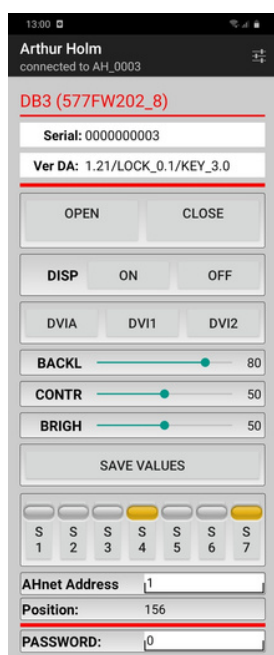 13:00
Arthur Holm
connected to AH_0003
DB3 (577FW202_8)
Serial: 0000000003
Ver DA: 1.21/LOCK_0.1/KEY_3.0
OPEN CLOSE
DISP ON OFF
DVIA DVI1 DVI2
BACKL 80
CONTR 50
BRIGH 50
SAVE VALUES
S S S S S S S
1 2 3 4 5 6 7
AHnet Address 1
Position: 156
PASSWORD: 0